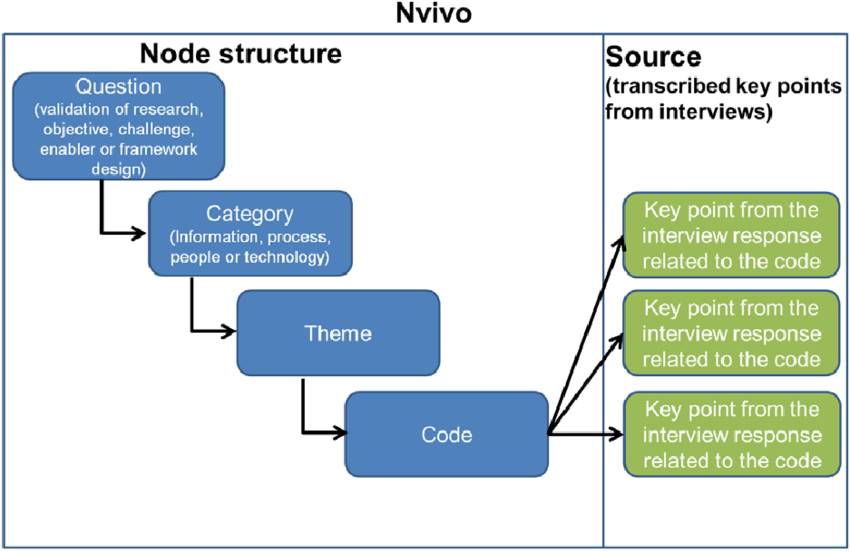 Nvivo
Node structure
Question
(validation of research,
objective, challenge,
enabler or framework
design)
Category
(Information, process,
people or technology)
Theme
Code
Source
(transcribed key points
from interviews)
Key point from the
interview response
related to the code
Key point from the
interview response
related to the code
Key point from the
interview response
related to the code